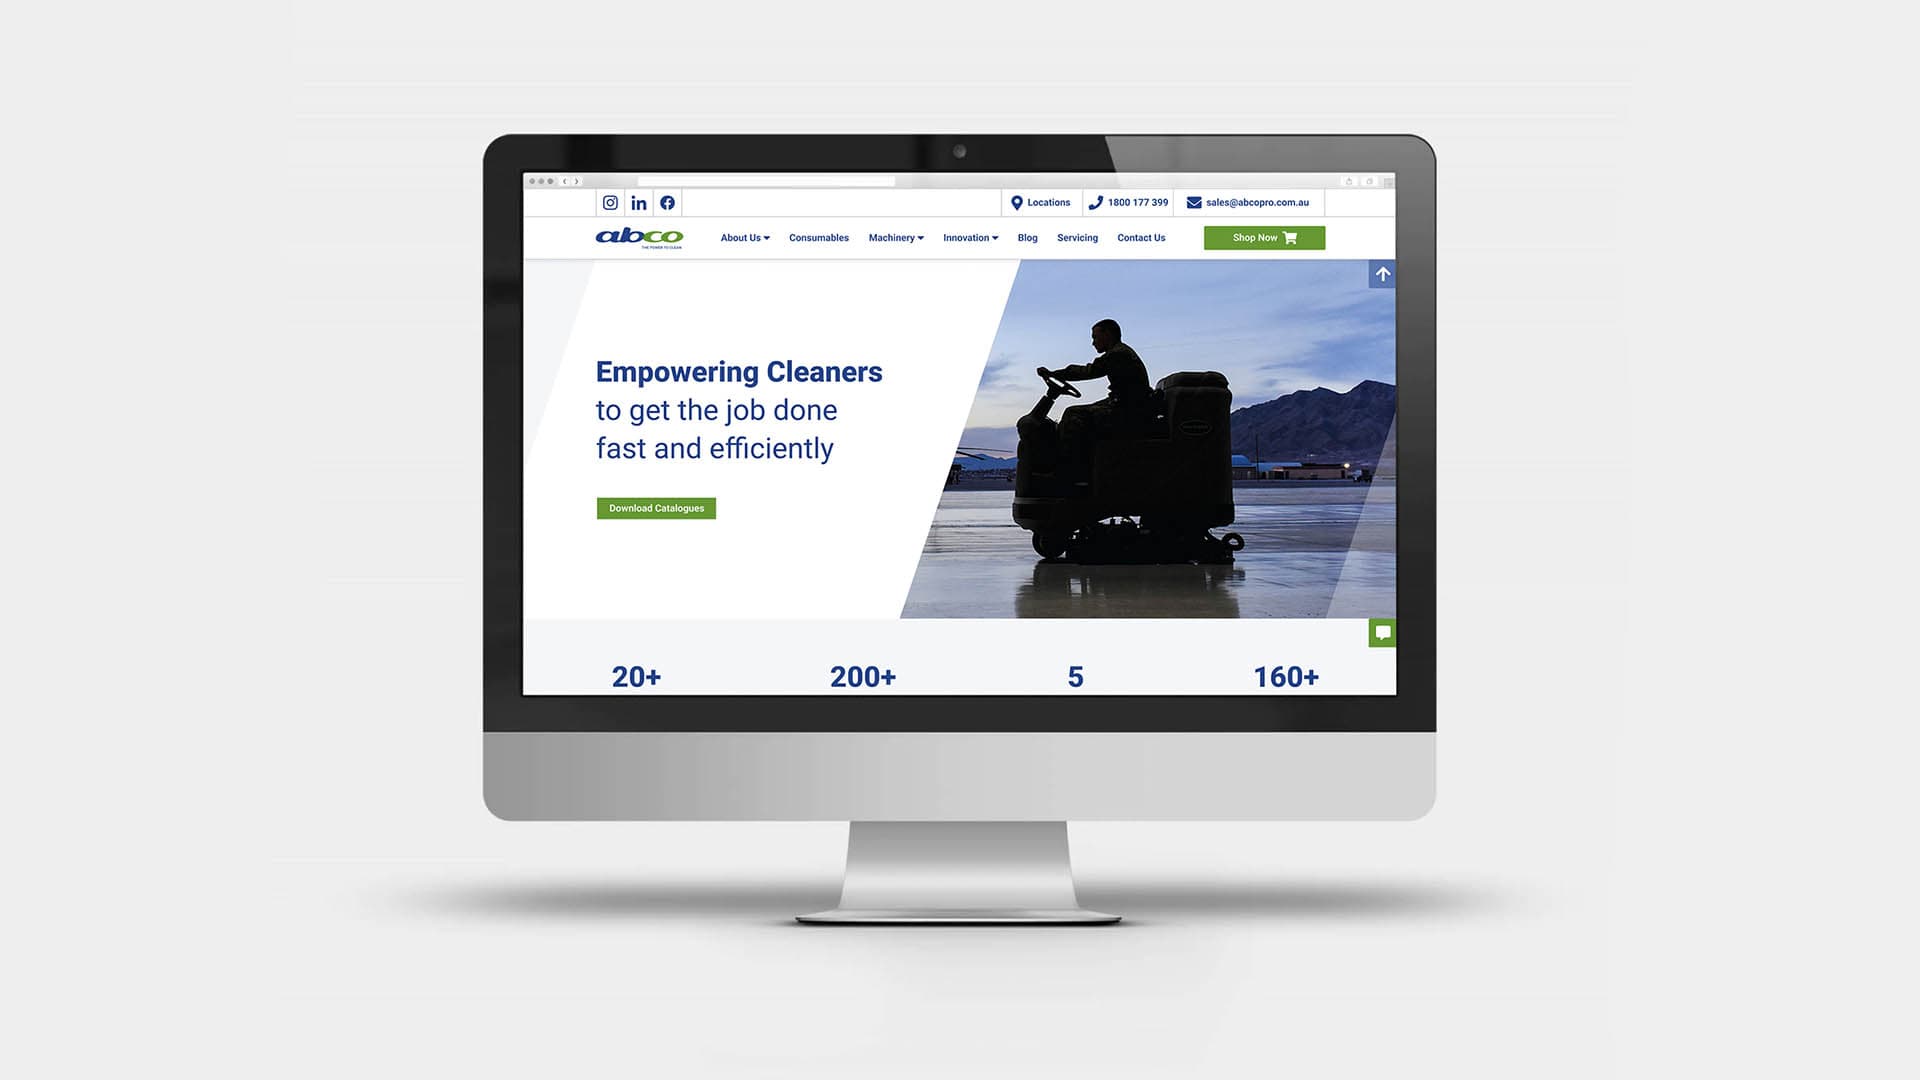 Locations
1800 177 399
sales@abcopro.com.au
abco
THE POWER TO CLEAN
About Us
Consumables
Machinery
Innovation
Blog
Servicing
Contact Us
Shop Now
Empowering Cleaners
to get the job done
fast and efficiently
Download Catalogues
20+
200+
5
160+